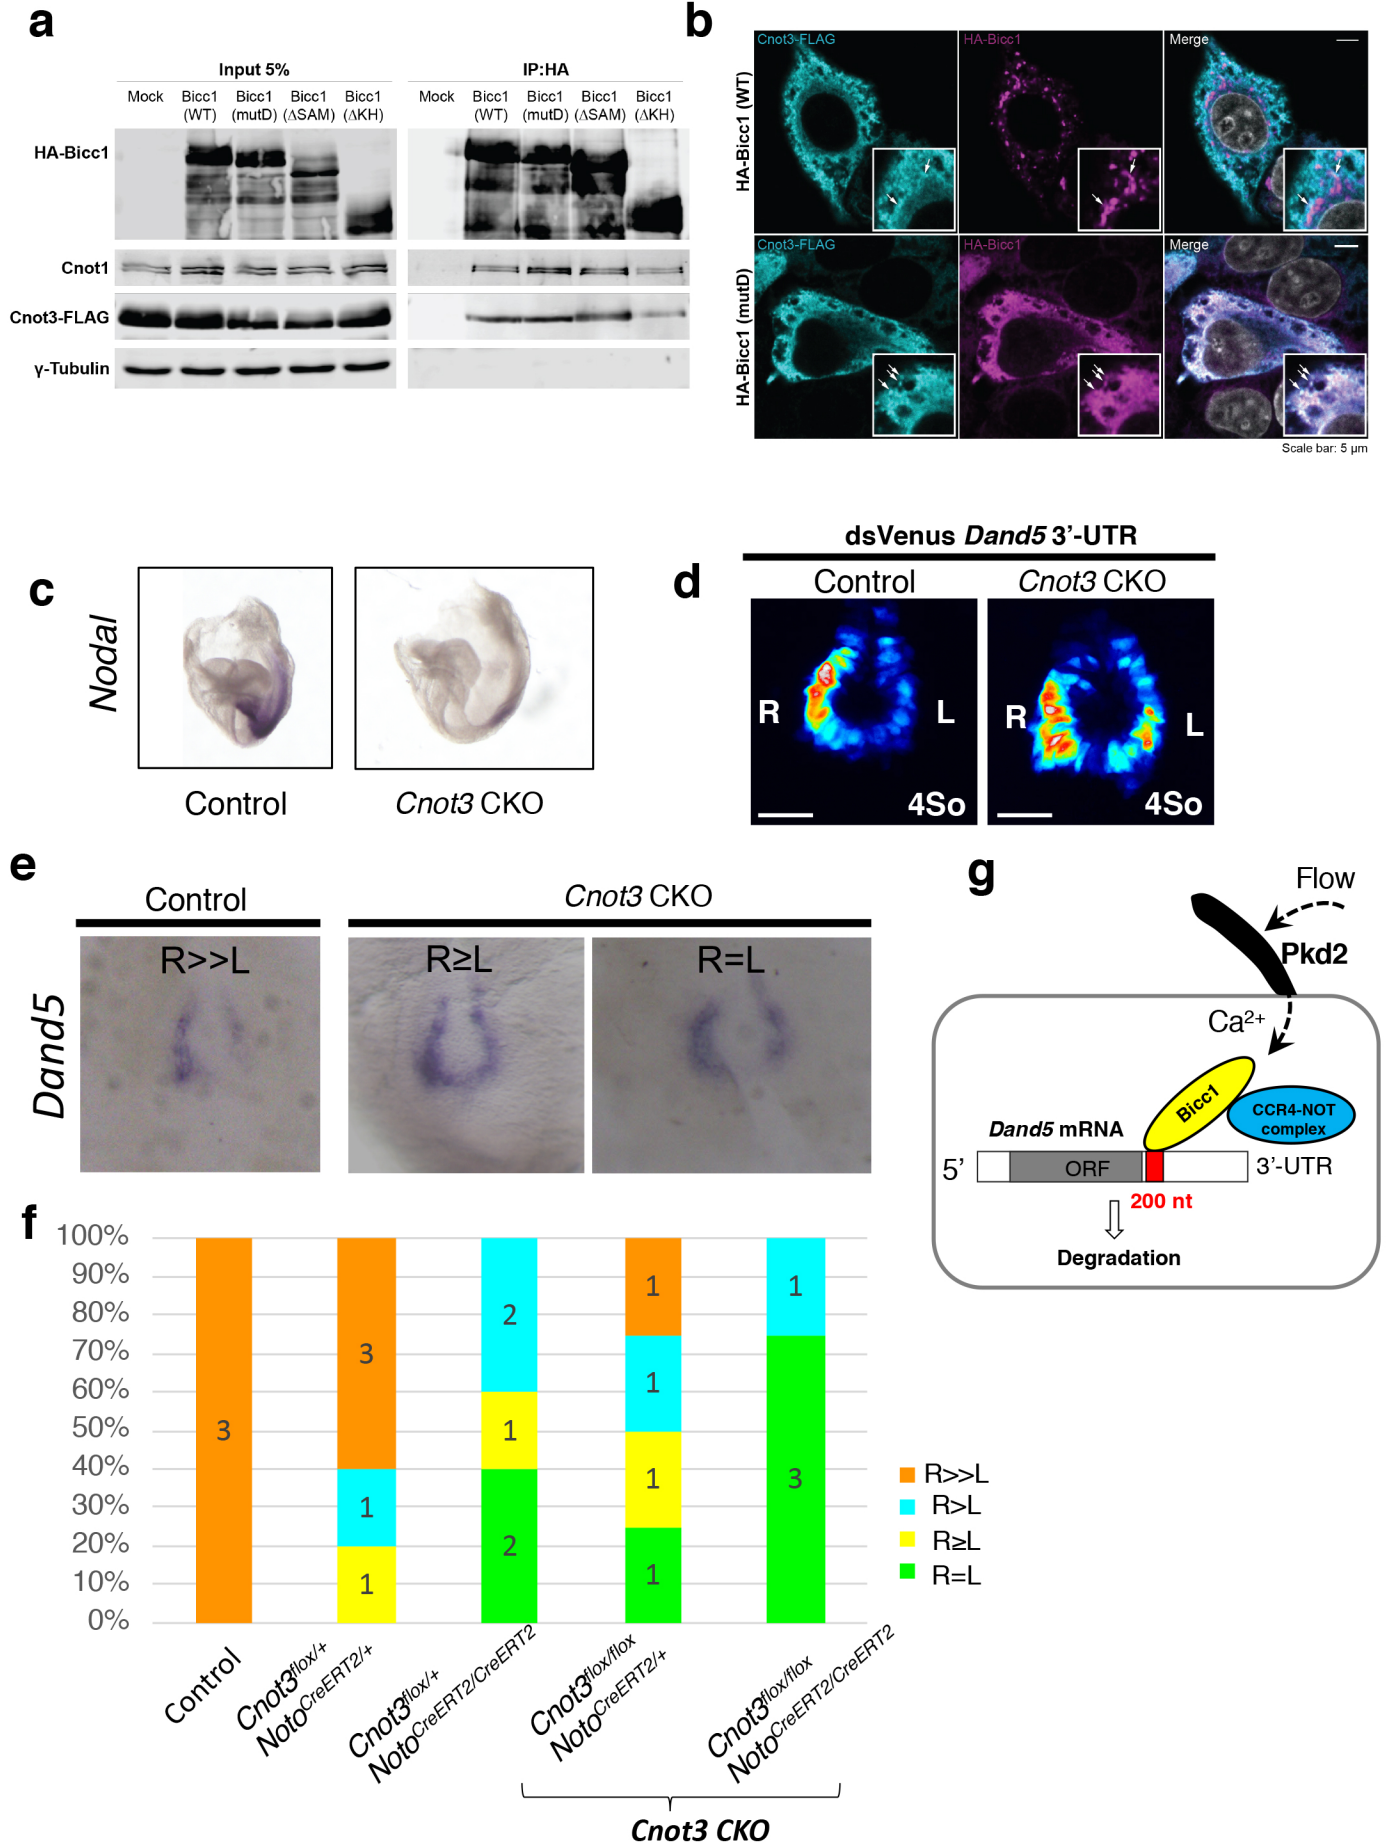 a
Input 5%
IP:HA
Mock
Bicc1
(WT)
Bicc1
(mutD)
Bicc1
(ΔSAM)
Bicc1
(ΔKH)
Mock
Bicc1
(WT)
Bicc1
(mutD)
Bicc1
(ΔSAM)
Bicc1
(ΔKH)
HA-Bicc1
Cnot1
Cnot3-FLAG
γ-Tubulin
b
HA-Bicc1 (WT)
Cnot3-FLAG
HA-Bicc1
Merge
HA-Bicc1 (mutD)
Cnot3-FLAG
HA-Bicc1
Merge
Scale bar: 5 µm
c
Nodal
Control
Cnot3 CKO
d
dsVenus Dand5 3’-UTR
Control
Cnot3 CKO
R
L
4So
R
L
4So
e
Control
Cnot3 CKO
Dand5
R>>L
R≥L
R=L
f
100%
90%
80%
70%
60%
50%
40%
30%
20%
10%
0%
3
3
1
1
2
1
2
1
1
1
1
1
3
R>>L
R>L
R≥L
R=L
Control
Cnot3flox/+
NotoCreERT2/+
Cnot3flox/+
NotoCreERT2/CreERT2
Cnot3flox/flox
NotoCreERT2/+
Cnot3flox/flox
NotoCreERT2/CreERT2
Cnot3 CKO
g
Flow
Pkd2
Ca2+
Bicc1
CCR4-NOT
complex
Dand5 mRNA
5’
ORF
3’-UTR
200 nt
Degradation